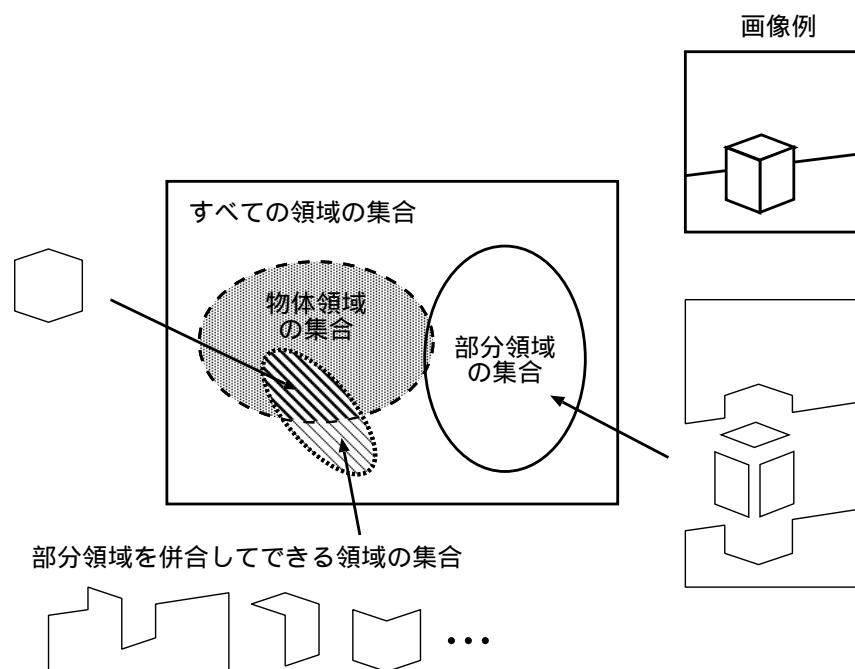 画像例
すべての領域の集合
物体領域
の集合
部分領域
の集合
部分領域を併合してできる領域の集合
•••